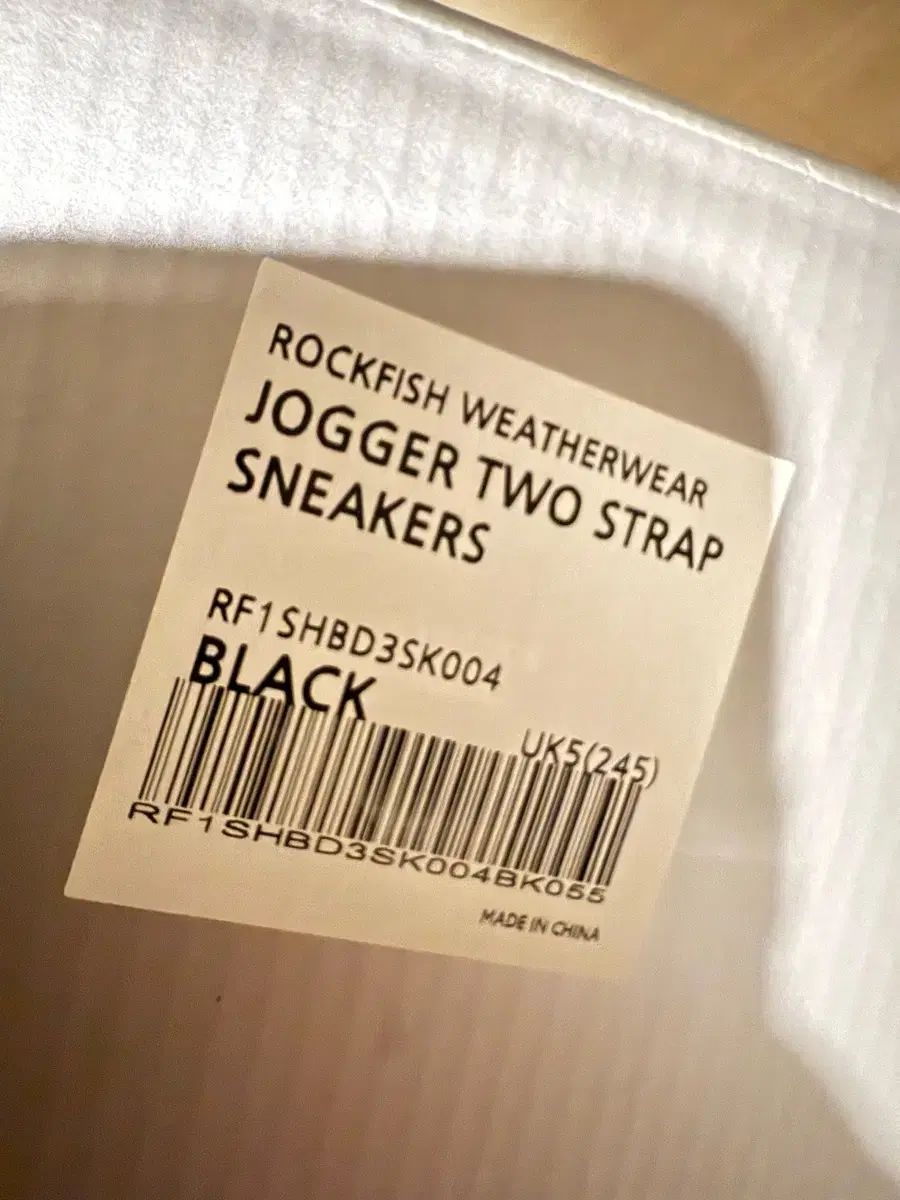 ROCKFISH WEATHERWEAR
JOGGER TWO STRAP
SNEAKERS
RF1SHBD3SK004
BLACK
UK5(245)
RF1SHBD3SK004BK055
MADE IN CHINA